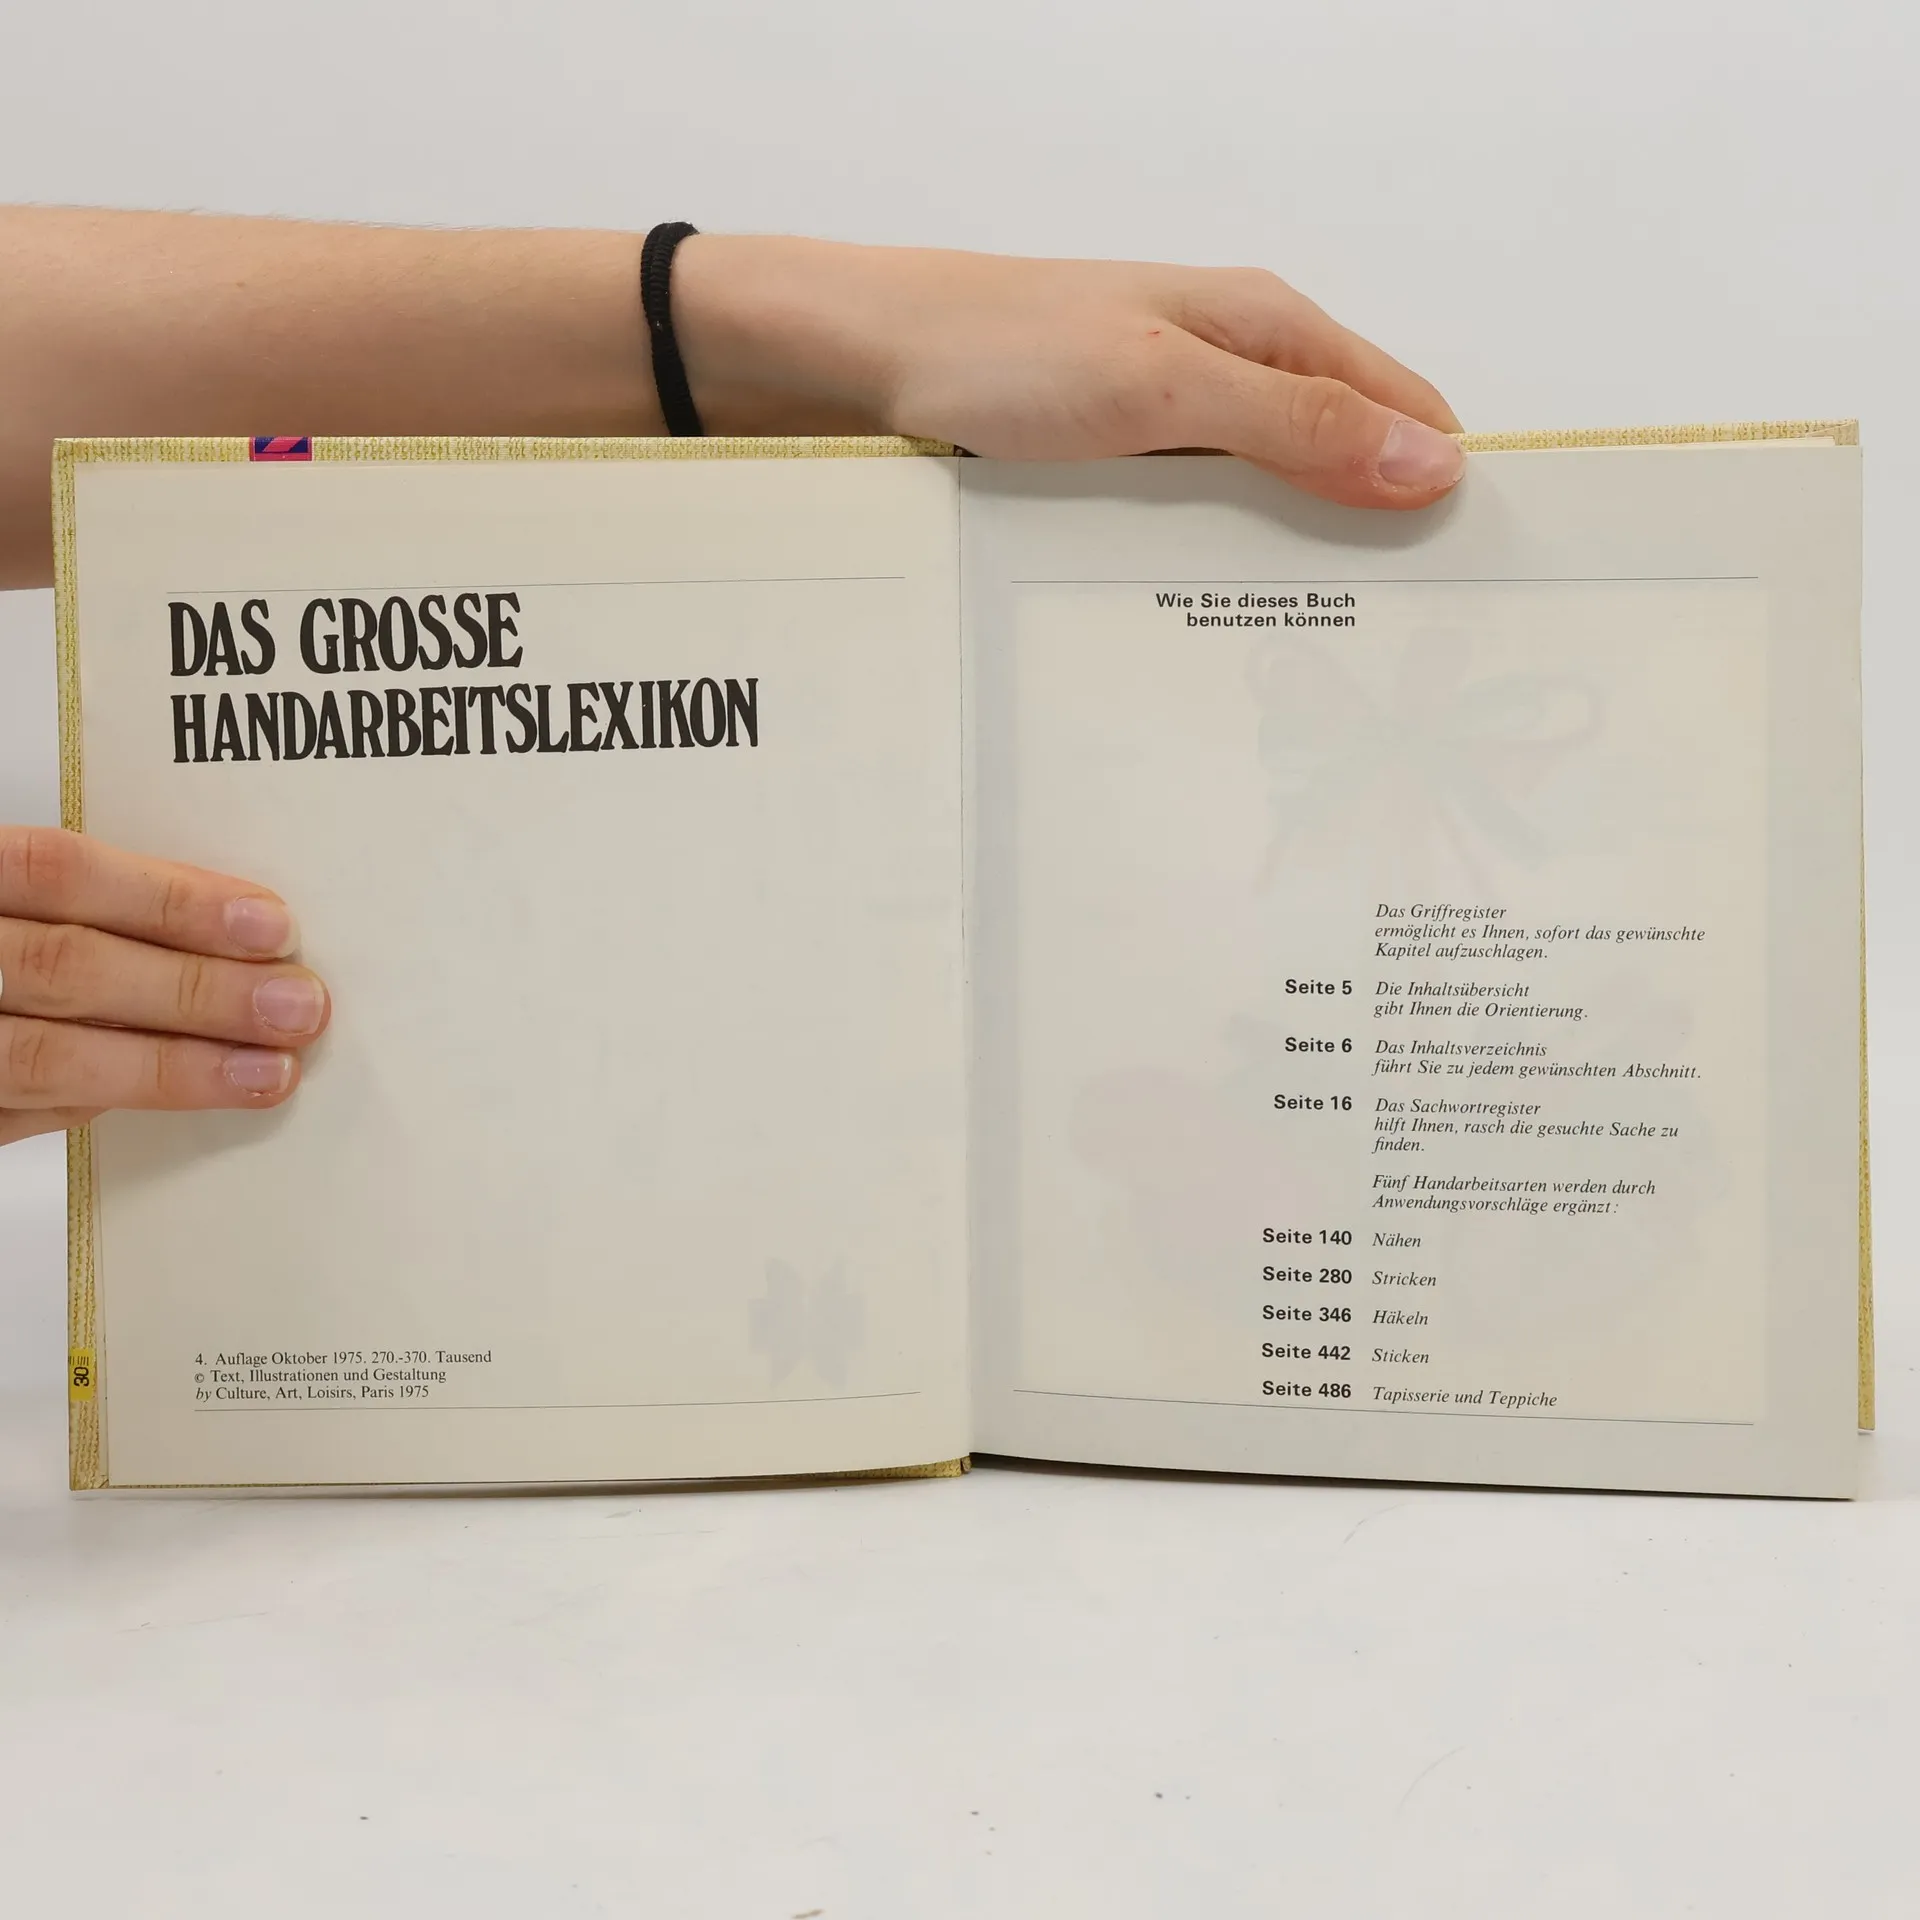 DAS GROSSE
HANDARBEITSLEXIKON
4. Auflage Oktober 1975. 270.-370. Tausend
© Text, Illustrationen und Gestaltung
by Culture, Art, Loisirs, Paris 1975
30
Wie Sie dieses Buch
benutzen können
Das Griffregister
ermöglicht es Ihnen, sofort das gewünschte
Kapitel aufzuschlagen.
Seite 5 Die Inhaltsübersicht
gibt Ihnen die Orientierung.
Seite 6 Das Inhaltsverzeichnis
führt Sie zu jedem gewünschten Abschnitt.
Seite 16 Das Sachwortregister
hilft Ihnen, rasch die gesuchte Sache zu
finden.
Fünf Handarbeitsarten werden durch
Anwendungsvorschläge ergänzt:
Seite 140 Nähen
Seite 280 Stricken
Seite 346 Häkeln
Seite 442 Sticken
Seite 486 Tapisserie und Teppiche